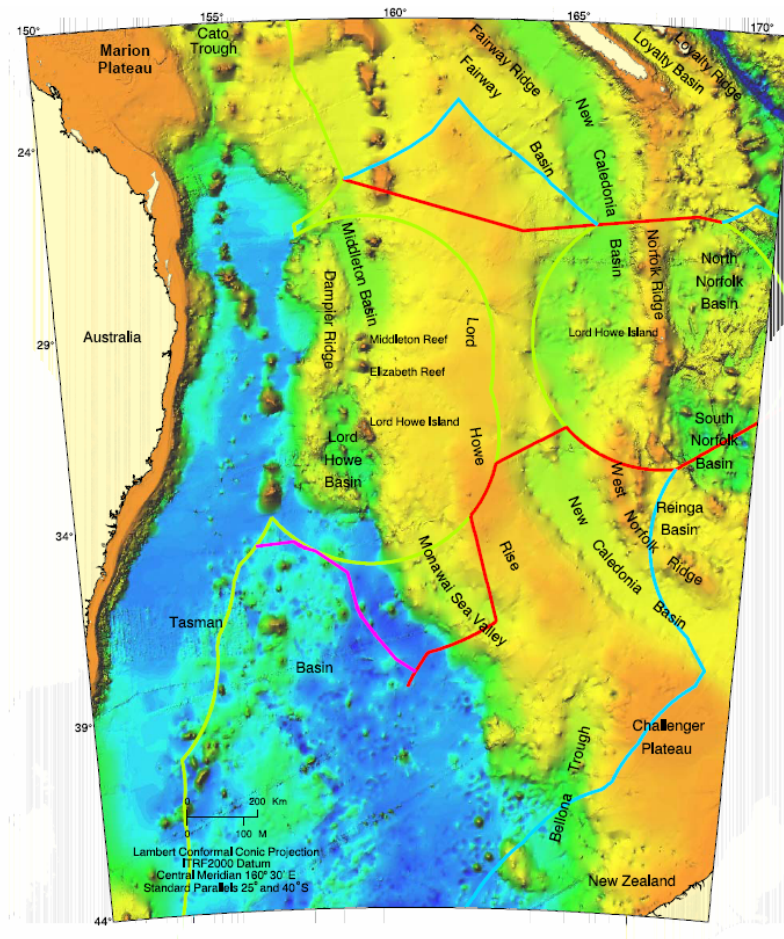 155°
160°
165°
170°
150°
Cato
Trough
Marion
Plateau
Fairway Ridge
Fairway
Basin
Loyalty Ridge
Loyalty Basin
New
Caledonia
Basin
24°
Norfolk Ridge
North
Norfolk
Basin
Middleton Basin
Dampier Ridge
Lord
Howe
Rise
Australia
Middleton Reef
Elizabeth Reef
Lord Howe Island
29°
Lord Howe Island
Lord
Howe
Basin
South
Norfolk
Basin
West
Norfolk
Ridge
Reinga
Basin
New
Caledonia
Basin
34°
Monawai Sea Valley
Tasman
Basin
39°
Challenger
Plateau
Bellona Trough
0 200 Km
0 100 M
Lambert Conformal Conic Projection
ITRF2000 Datum
Central Meridian 160° 30' E
Standard Parallels 25° and 40°S
New Zealand
44°